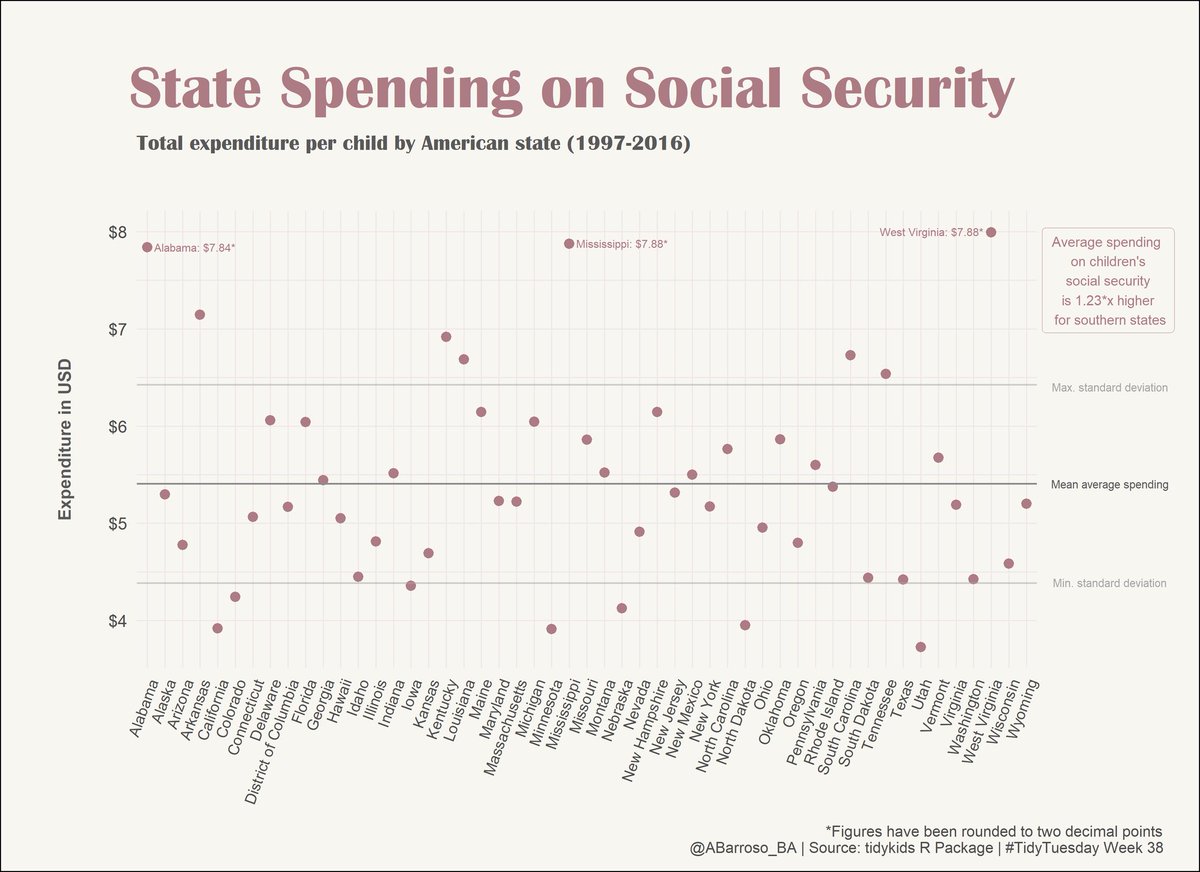 State Spending on Social Security
Total expenditure per child by American state (1997-2016)
Expenditure in USD
$8
$7
$6
$5
$4
Alabama: $7.84*
Mississippi: $7.88*
West Virginia: $7.88*
Average spending
on children's
social security
is 1.23*x higher
for southern states
Max. standard deviation
Mean average spending
Min. standard deviation
Alabama
Alaska
Arizona
Arkansas
California
Colorado
Connecticut
Delaware
District of Columbia
Florida
Georgia
Hawaii
Idaho
Illinois
Indiana
Iowa
Kansas
Kentucky
Louisiana
Maine
Maryland
Massachusetts
Michigan
Minnesota
Mississippi
Missouri
Montana
Nebraska
Nevada
New Hampshire
New Jersey
New Mexico
New York
North Carolina
North Dakota
Ohio
Oklahoma
Oregon
Pennsylvania
Rhode Island
South Carolina
South Dakota
Tennessee
Texas
Utah
Vermont
Virginia
Washington
West Virginia
Wisconsin
Wyoming
*Figures have been rounded to two decimal points
@ABarroso_BA | Source: tidykids R Package | #TidyTuesday Week 38